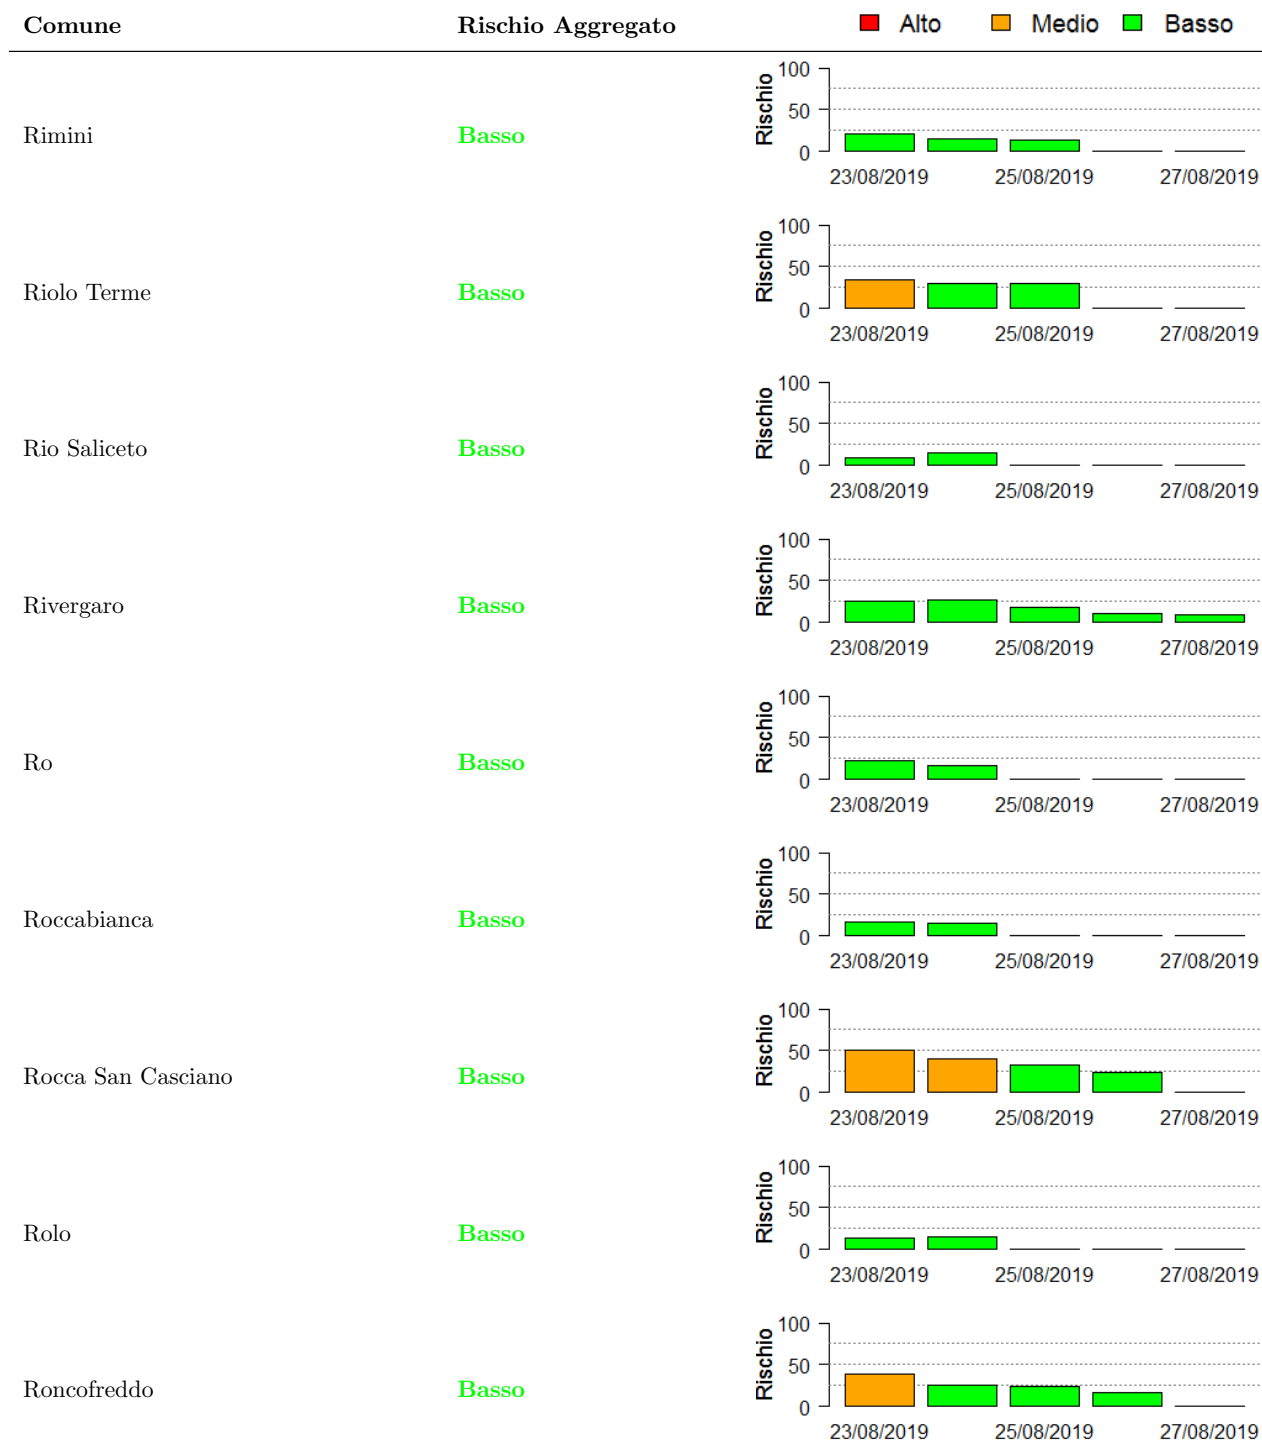 Comune Rischio Aggregato Alto Medio Basso
Rimini Basso
Rischio
100
50
0
23/08/2019 25/08/2019 27/08/2019
Riolo Terme Basso
Rischio
100
50
0
23/08/2019 25/08/2019 27/08/2019
Rio Saliceto Basso
Rischio
100
50
0
23/08/2019 25/08/2019 27/08/2019
Rivergaro Basso
Rischio
100
50
0
23/08/2019 25/08/2019 27/08/2019
Ro Basso
Rischio
100
50
0
23/08/2019 25/08/2019 27/08/2019
Roccabianca Basso
Rischio
100
50
0
23/08/2019 25/08/2019 27/08/2019
Rocca San Casciano Basso
Rischio
100
50
0
23/08/2019 25/08/2019 27/08/2019
Rolo Basso
Rischio
100
50
0
23/08/2019 25/08/2019 27/08/2019
Roncofreddo Basso
Rischio
100
50
0
23/08/2019 25/08/2019 27/08/2019